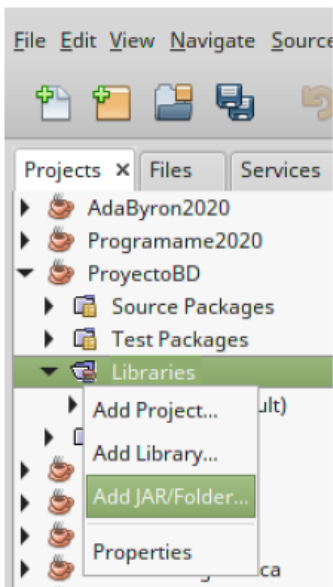 File Edit View Navigate Source
Projects × Files Services
AdaByron2020
Programame2020
ProyectoBD
Source Packages
Test Packages
Libraries
Add Project... ult)
Add Library...
Add JAR/Folder...
Properties
ca